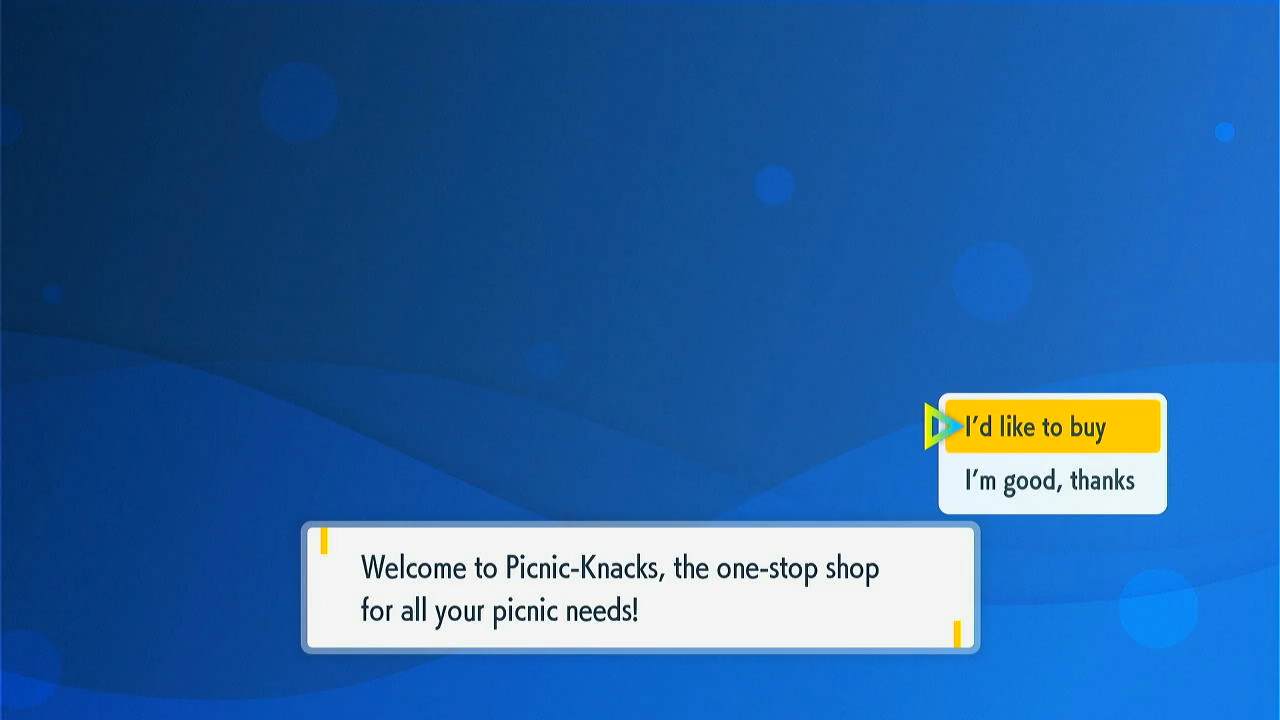 I'd like to buy
I'm good, thanks
Welcome to Picnic-Knacks, the one-stop shop
for all your picnic needs!